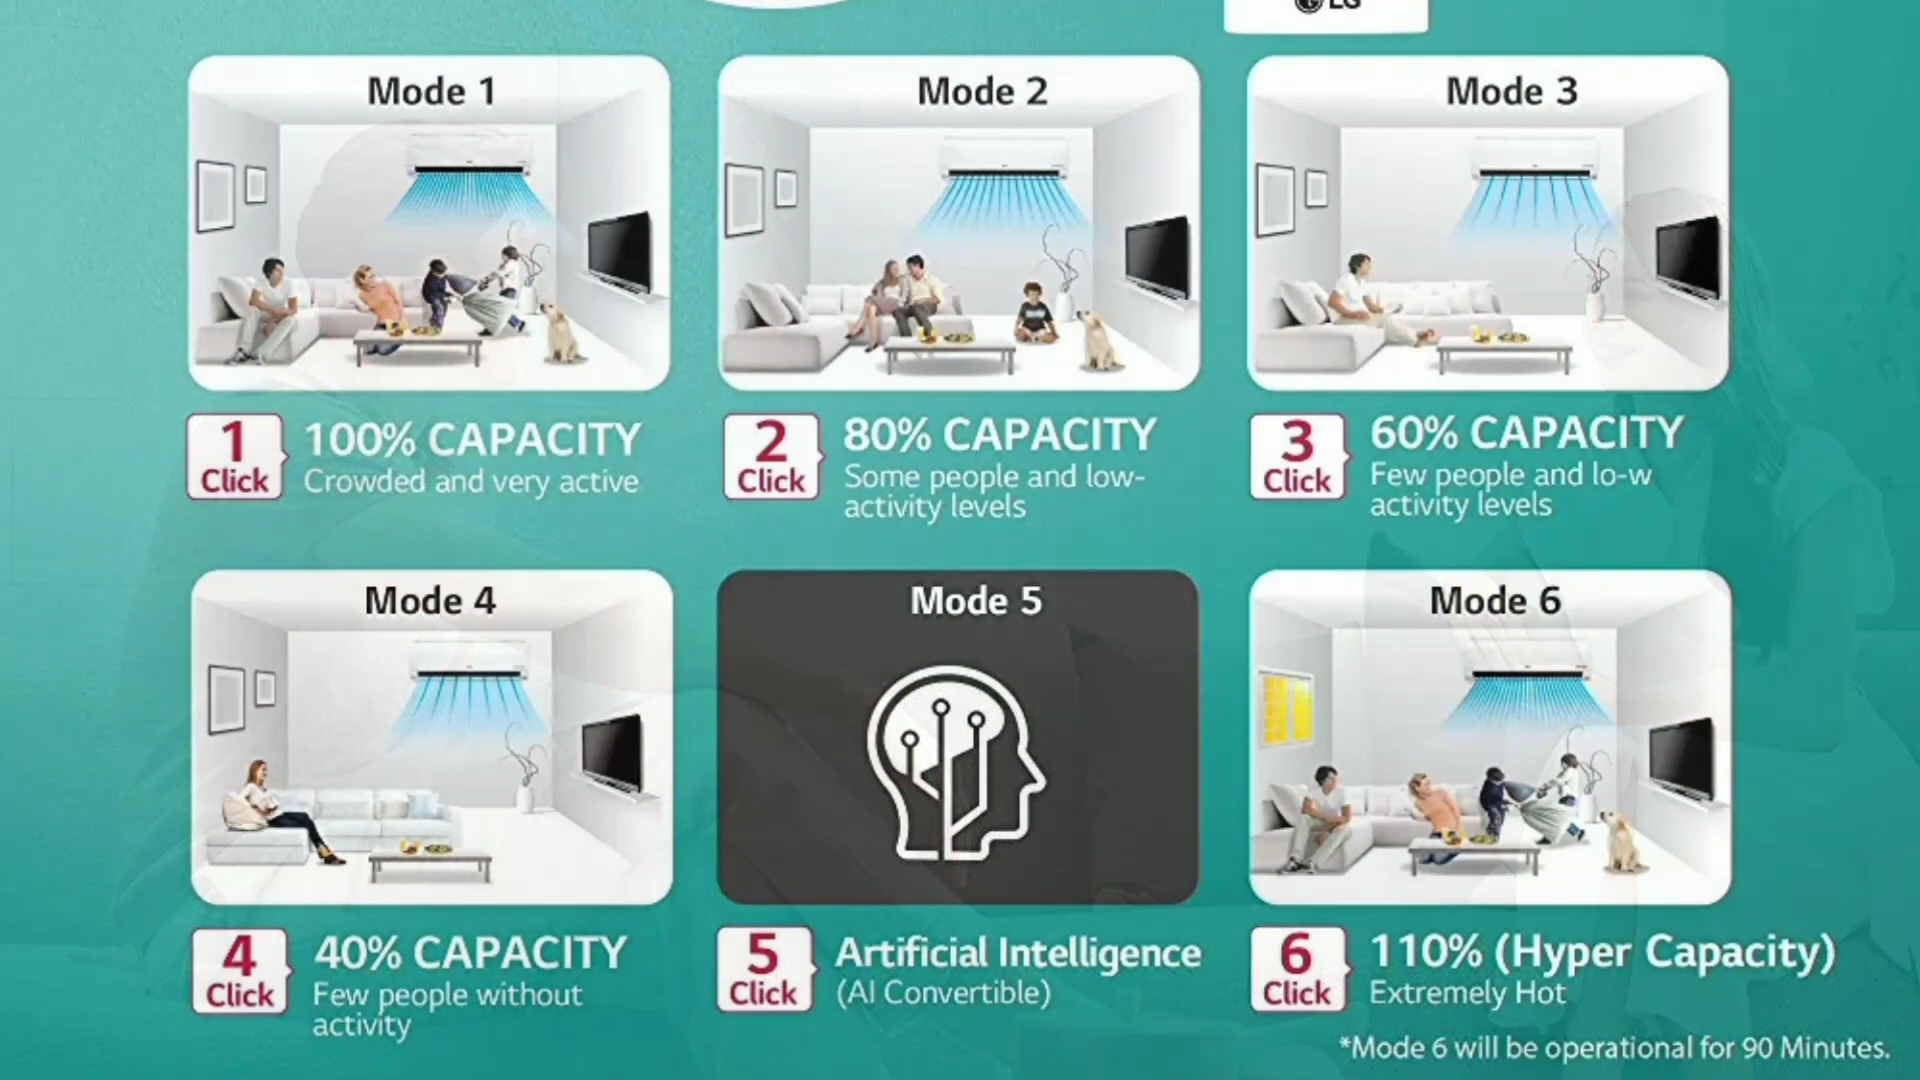 LG
Mode 1
Mode 2
Mode 3
1
Click
100% CAPACITY
Crowded and very active
2
Click
80% CAPACITY
Some people and low-
activity levels
3
Click
60% CAPACITY
Few people and lo-w
activity levels
Mode 4
Mode 5
Mode 6
4
Click
40% CAPACITY
Few people without
activity
5
Click
Artificial Intelligence
(AI Convertible)
6
Click
110% (Hyper Capacity)
Extremely Hot
*Mode 6 will be operational for 90 Minutes.